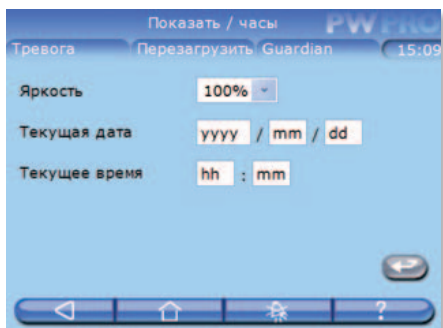 Показать / часы PWPRO
Тревога Перезагрузить Guardian 15:09
Яркость 100%
Текущая дата yyyy / mm / dd
Текущее время hh : mm
?